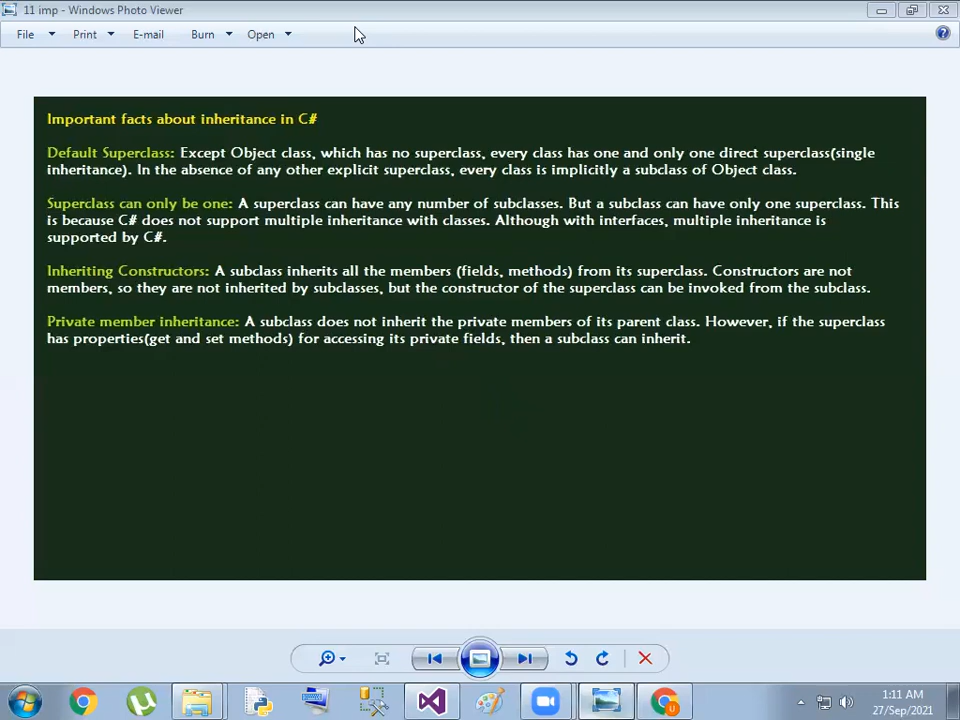 11 imp - Windows Photo Viewer
File Print E-mail Burn Open
Important facts about inheritance in C#
Default Superclass: Except Object class, which has no superclass, every class has one and only one direct superclass(single
inheritance). In the absence of any other explicit superclass, every class is implicitly a subclass of Object class.
Superclass can only be one: A superclass can have any number of subclasses. But a subclass can have only one superclass. This
is because C# does not support multiple inheritance with classes. Although with interfaces, multiple inheritance is
supported by C#.
Inheriting Constructors: A subclass inherits all the members (fields, methods) from its superclass. Constructors are not
members, so they are not inherited by subclasses, but the constructor of the superclass can be invoked from the subclass.
Private member inheritance: A subclass does not inherit the private members of its parent class. However, if the superclass
has properties(get and set methods) for accessing its private fields, then a subclass can inherit.
1:11 AM
27/Sep/2021